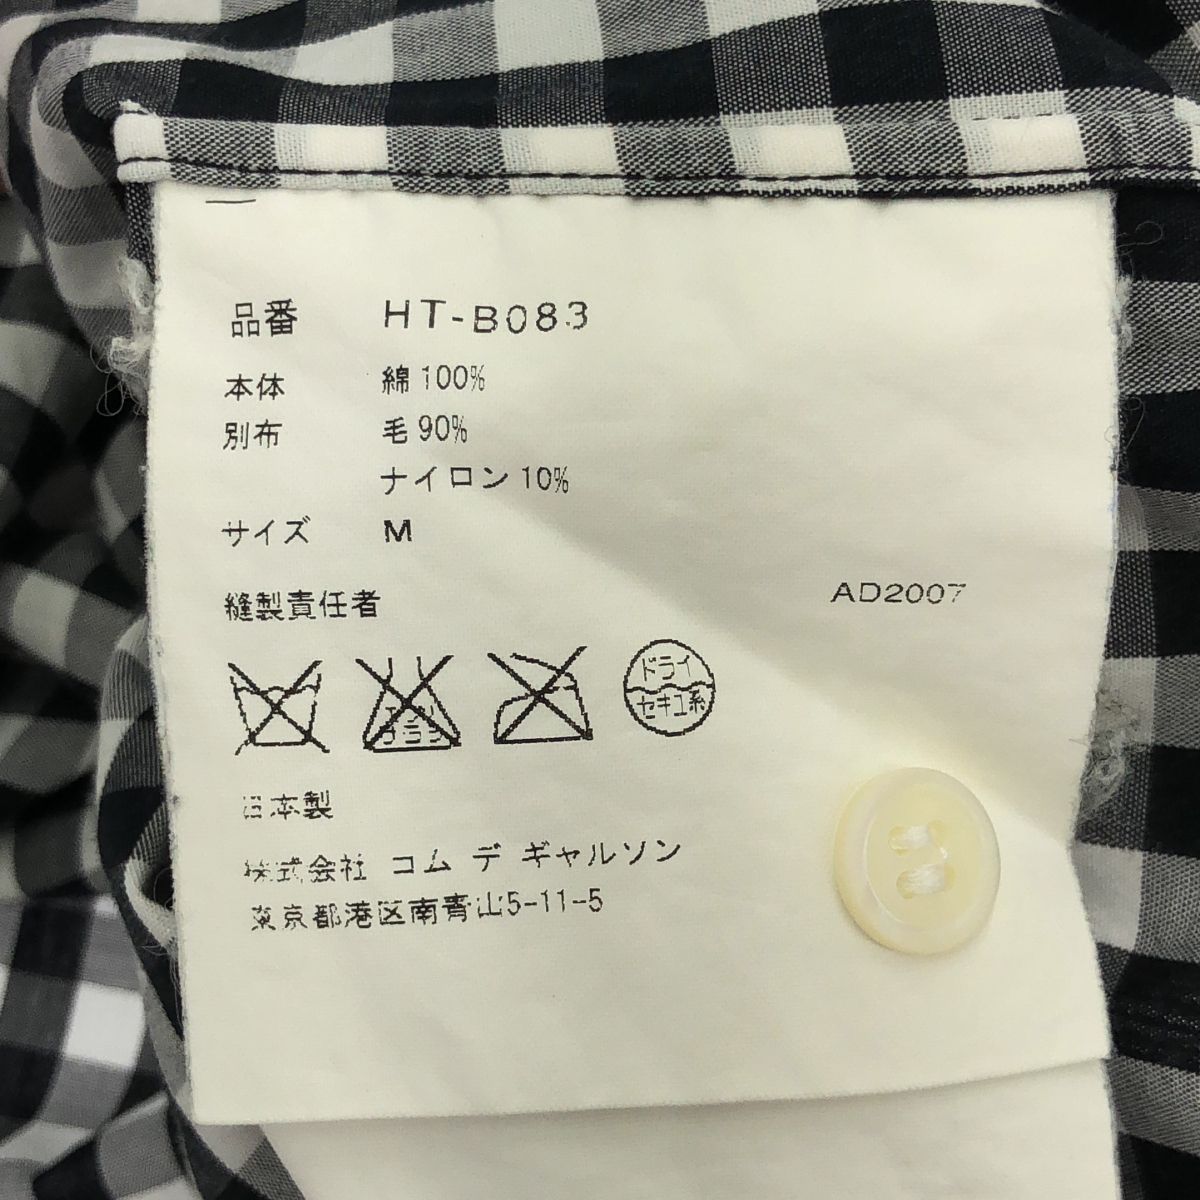 品番 HT-B083
本体 綿100%
別布 毛90%
ナイロン10%
サイズ M
縫製責任者
AD2007
ドライ
セキユ系
日本製
株式会社 コム デ ギャルソン
東京都港区南青山5-11-5